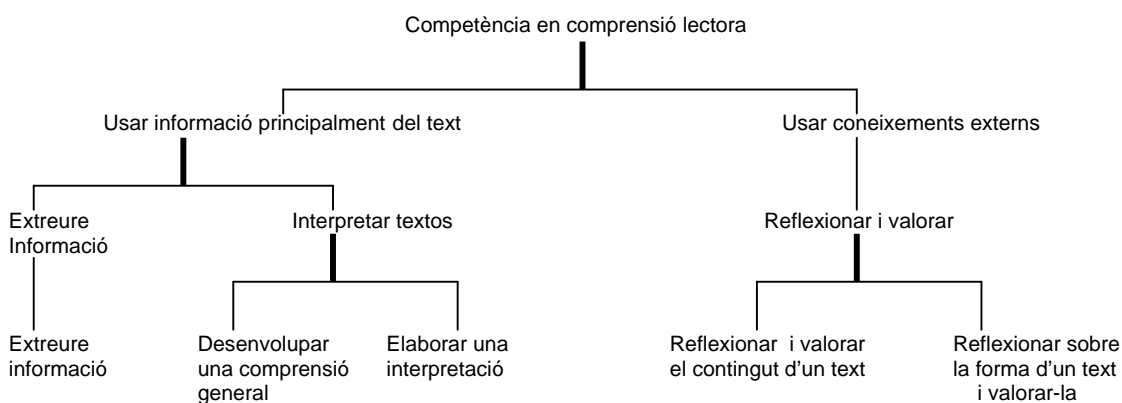 Competència en comprensió lectora
Usar informació principalment del text
Usar coneixements externs
Extreure
Informació
Interpretar textos
Reflexionar i valorar
Extreure
informació
Desenvolupar
una comprensió
general
Elaborar una
interpretació
Reflexionar i valorar
el contingut d'un text
Reflexionar sobre
la forma d'un text
i valorar-la